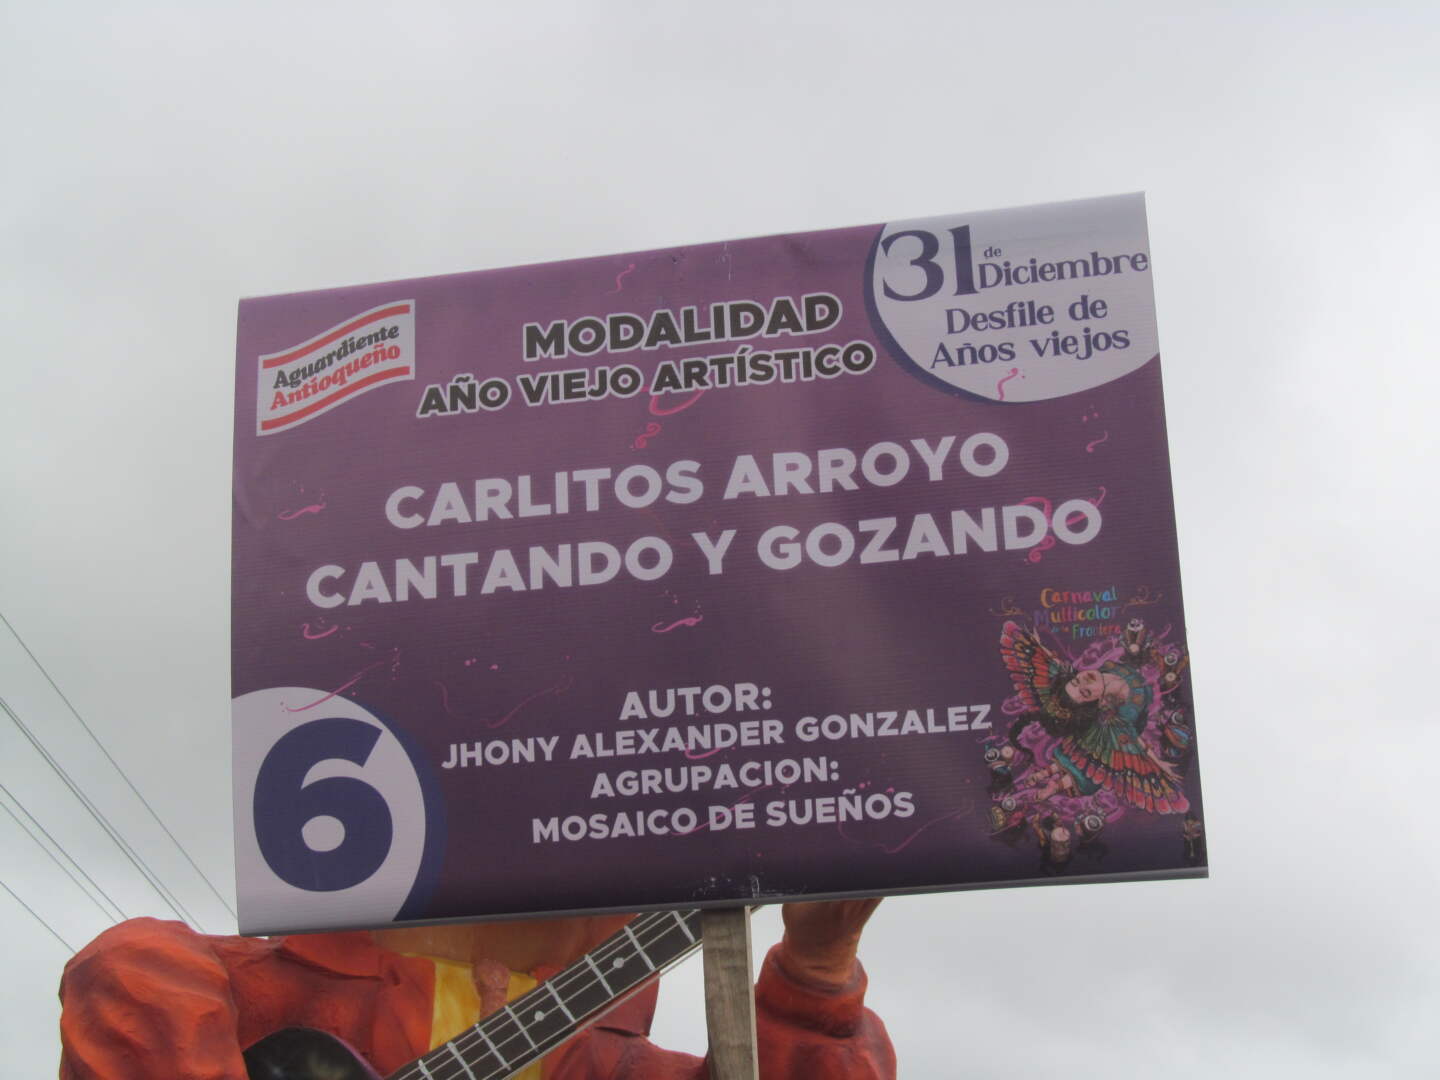 Aguardiente
Antioqueño
MODALIDAD
AÑO VIEJO ARTÍSTICO
31 de Diciembre
Desfile de
Años viejos
CARLITOS ARROYO
CANTANDO Y GOZANDO
Carnaval
Multicolor
de la Frontera
6
AUTOR:
JHONY ALEXANDER GONZALEZ
AGRUPACION:
MOSAICO DE SUEÑOS